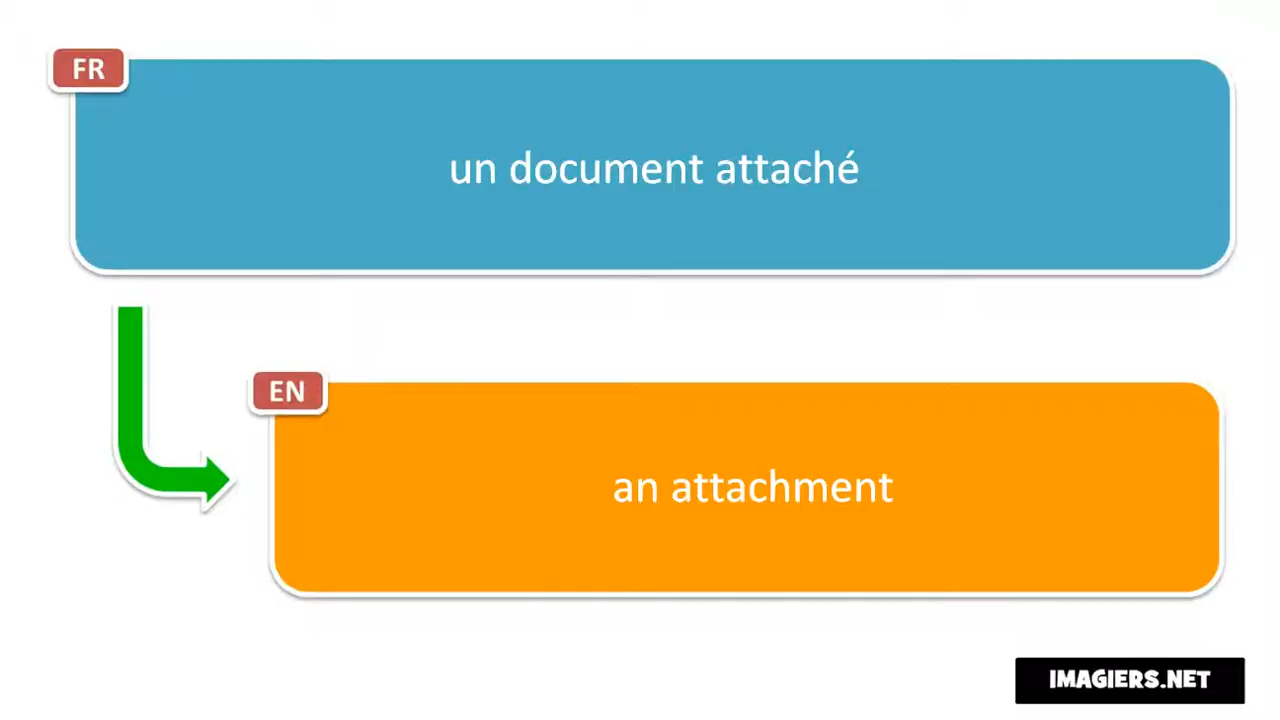 FR
un document attaché
EN
an attachment
IMAGIERS.NET